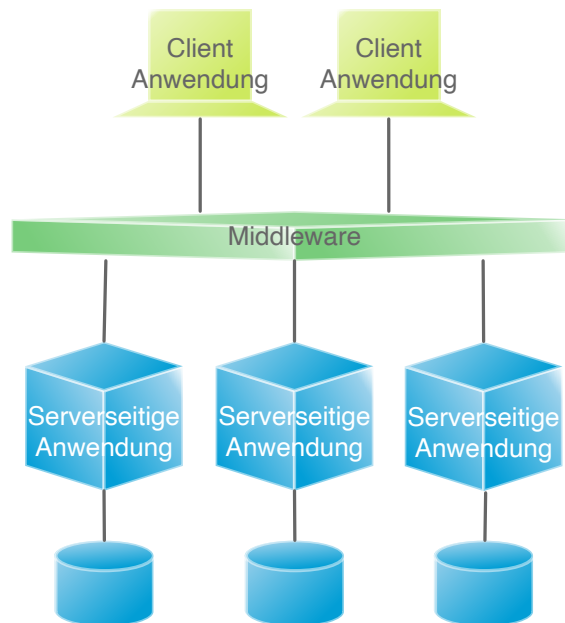 Client
Anwendung
Client
Anwendung
Middleware
Serverseitige
Anwendung
Serverseitige
Anwendung
Serverseitige
Anwendung